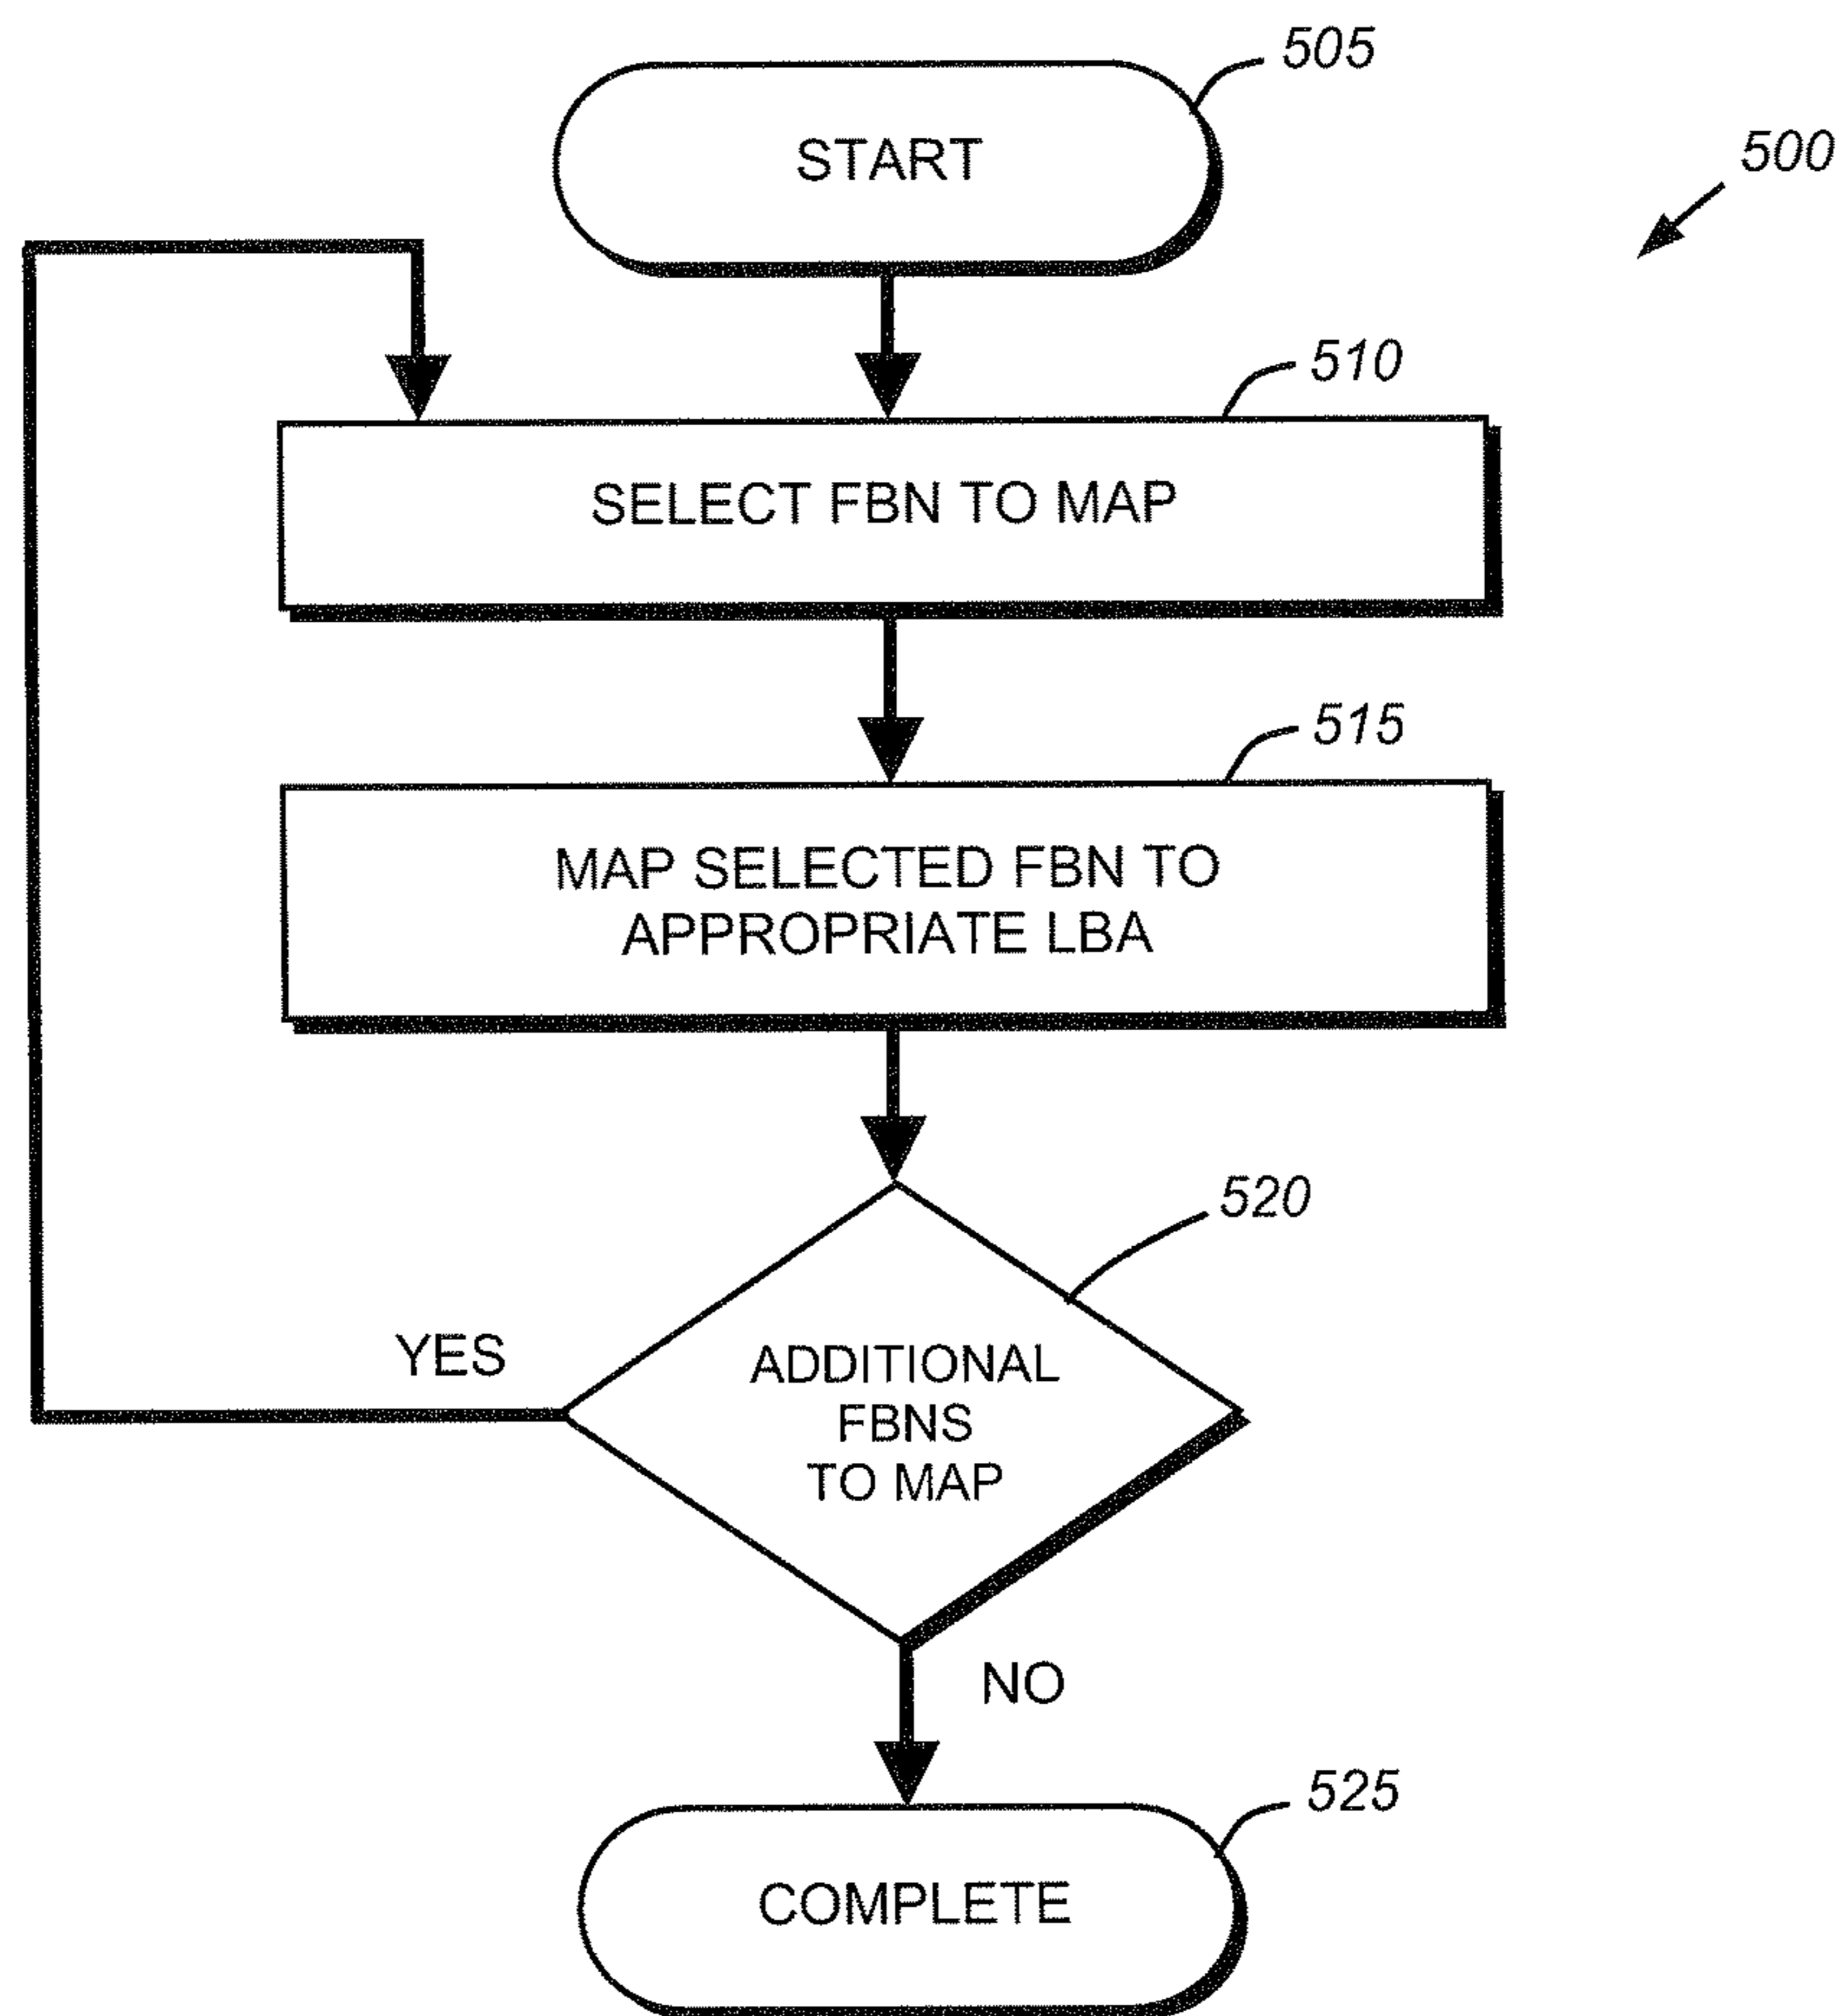 505
START
500
510
SELECT FBN TO MAP
515
MAP SELECTED FBN TO
APPROPRIATE LBA
520
YES
ADDITIONAL
FBNS
TO MAP
NO
525
COMPLETE